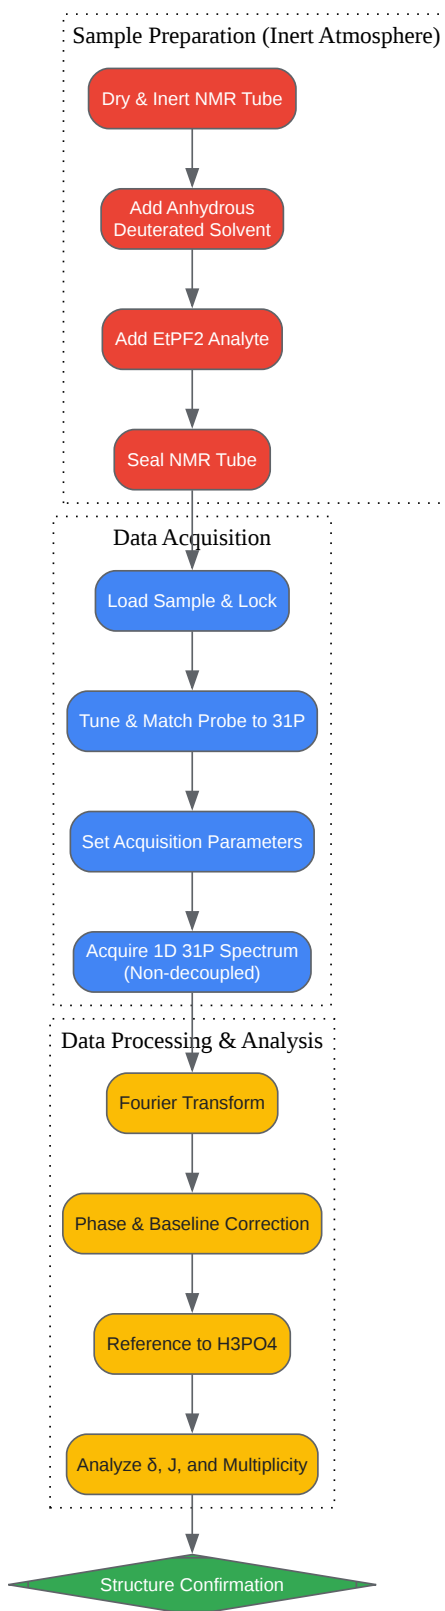 Sample Preparation (Inert Atmosphere)
Dry & Inert NMR Tube
Add Anhydrous
Deuterated Solvent
Add EtPF2 Analyte
Seal NMR Tube
Data Acquisition
Load Sample & Lock
Tune & Match Probe to 31P
Set Acquisition Parameters
Acquire 1D 31P Spectrum
(Non-decoupled)
Data Processing & Analysis
Fourier Transform
Phase & Baseline Correction
Reference to H3PO4
Analyze δ, J, and Multiplicity
Structure Confirmation